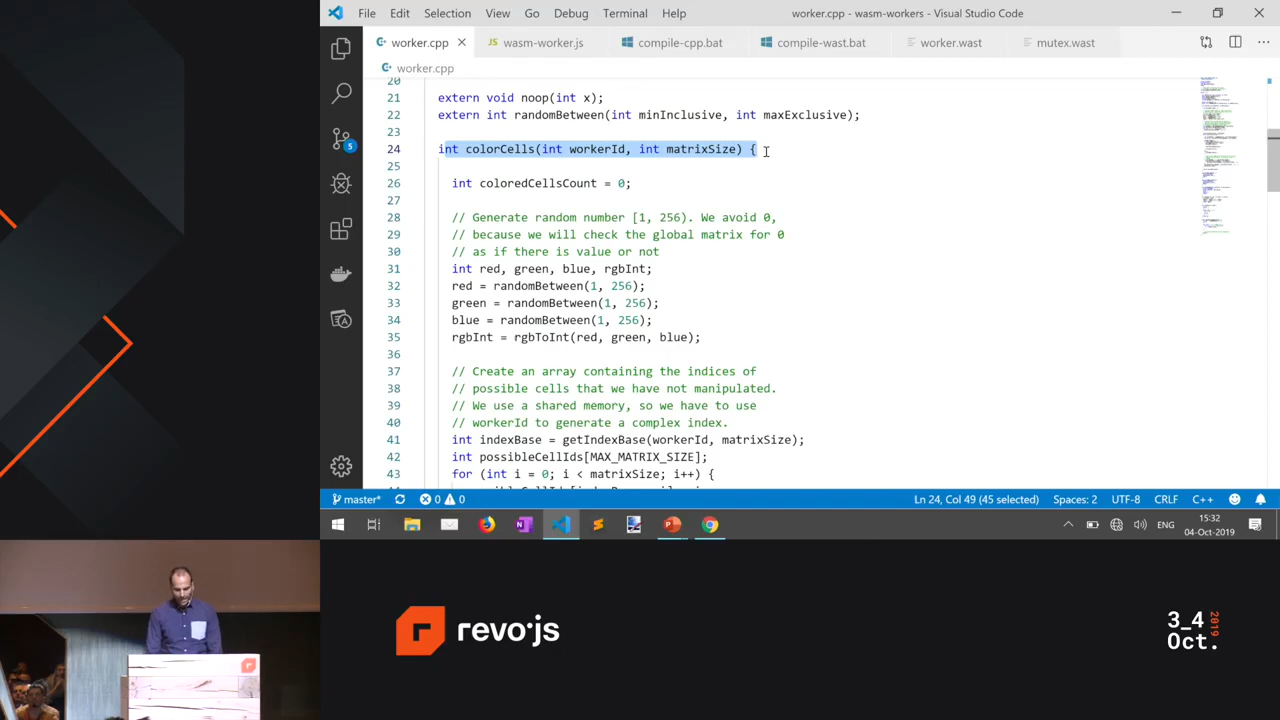 File Edit Selection View Go Debug Terminal Help worker.cpp - wasm-workers - Visual Studio Code
worker.cpp wasm-worker.js compile-cpp.bat compile-wast.bat worker.wast mutex.wast
worker.cpp
20
21 extern void loop(int x);
22 extern int randomBetween(int minInclusive, int maxExclusive);
23
24 int colorCells(int workerId, int matrixSize) {
25
26 int coloredCellsCount = 0;
27
28 // Generate random number [1, 256). We avoid 0
29 // because we will check the global matrix for
30 // as if there is value or not
31 int red, green, blue, rgbInt;
32 red = randomBetween(1, 256);
33 green = randomBetween(1, 256);
34 blue = randomBetween(1, 256);
35 rgbInt = rgbToInt(red, green, blue);
36
37 // Create an array containing the indices of
38 // possible cells that we have not manipulated.
39 // We use a shared memory, so we have to use
40 // workerId to generate a complex index.
41 int indexBase = getIndexBase(workerId, matrixSize);
42 int possibleCellIds[MAX_MATRIX_SIZE];
43 for (int i = 0; i < matrixSize; i++) {
5
master* 0 0 Ln 24, Col 49 (45 selected) Spaces: 2 UTF-8 CRLF C++
ENG 15:32
04-Oct-2019
revo·js
3_4 2019
Oct.